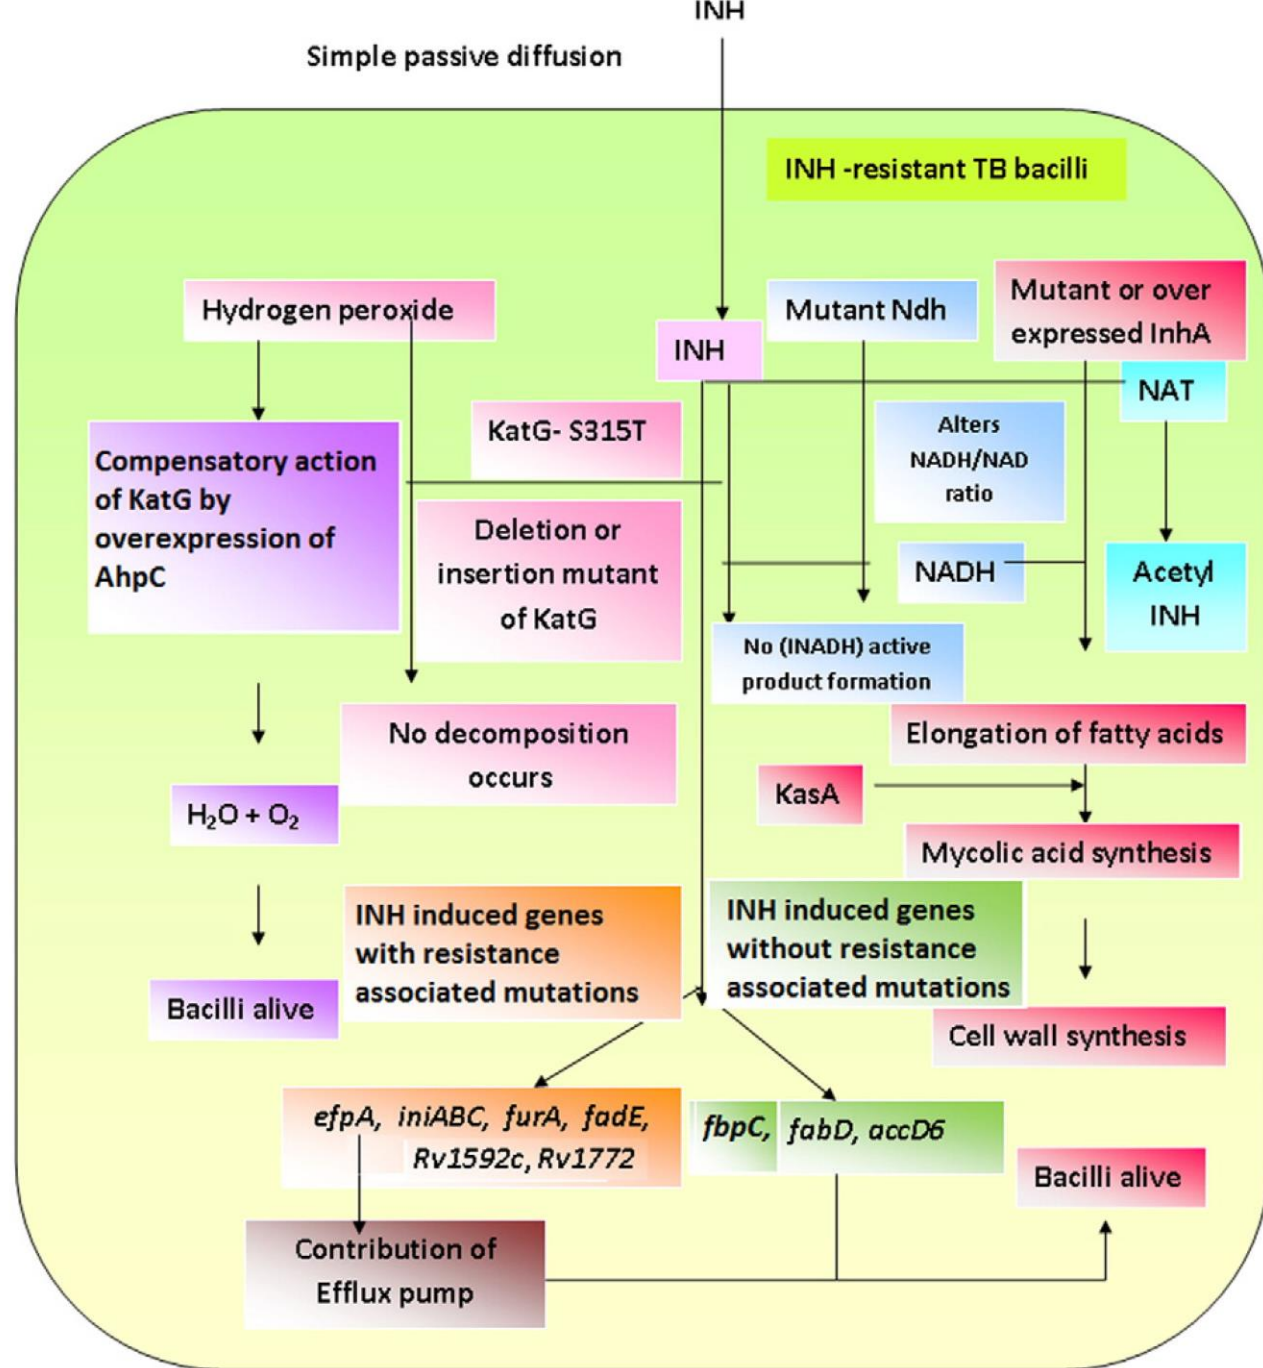 INH
Simple passive diffusion
INH -resistant TB bacilli
Hydrogen peroxide
INH
Mutant Ndh
Mutant or over
expressed InhA
NAT
KatG- S315T
Alters
NADH/NAD
ratio
Compensatory action
of KatG by
overexpression of
AhpC
Deletion or
insertion mutant
of KatG
NADH
Acetyl
INH
No (INADH) active
product formation
No decomposition
occurs
Elongation of fatty acids
KasA
H₂O + O₂
Mycolic acid synthesis
INH induced genes
with resistance
associated mutations
INH induced genes
without resistance
associated mutations
Bacilli alive
Cell wall synthesis
efpA, iniABC, furA, fadE,
Rv1592c, Rv1772
fbpC, fabD, accD6
Bacilli alive
Contribution of
Efflux pump